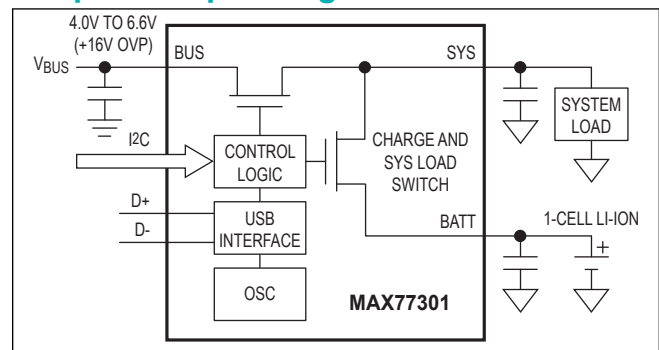 4.0V TO 6.6V
(+16V OVP)
VBUS
BUS
SYS
SYSTEM
LOAD
I2C
CONTROL
LOGIC
CHARGE AND
SYS LOAD
SWITCH
D+
D-
USB
INTERFACE
BATT
1-CELL LI-ION
+
OSC
MAX77301